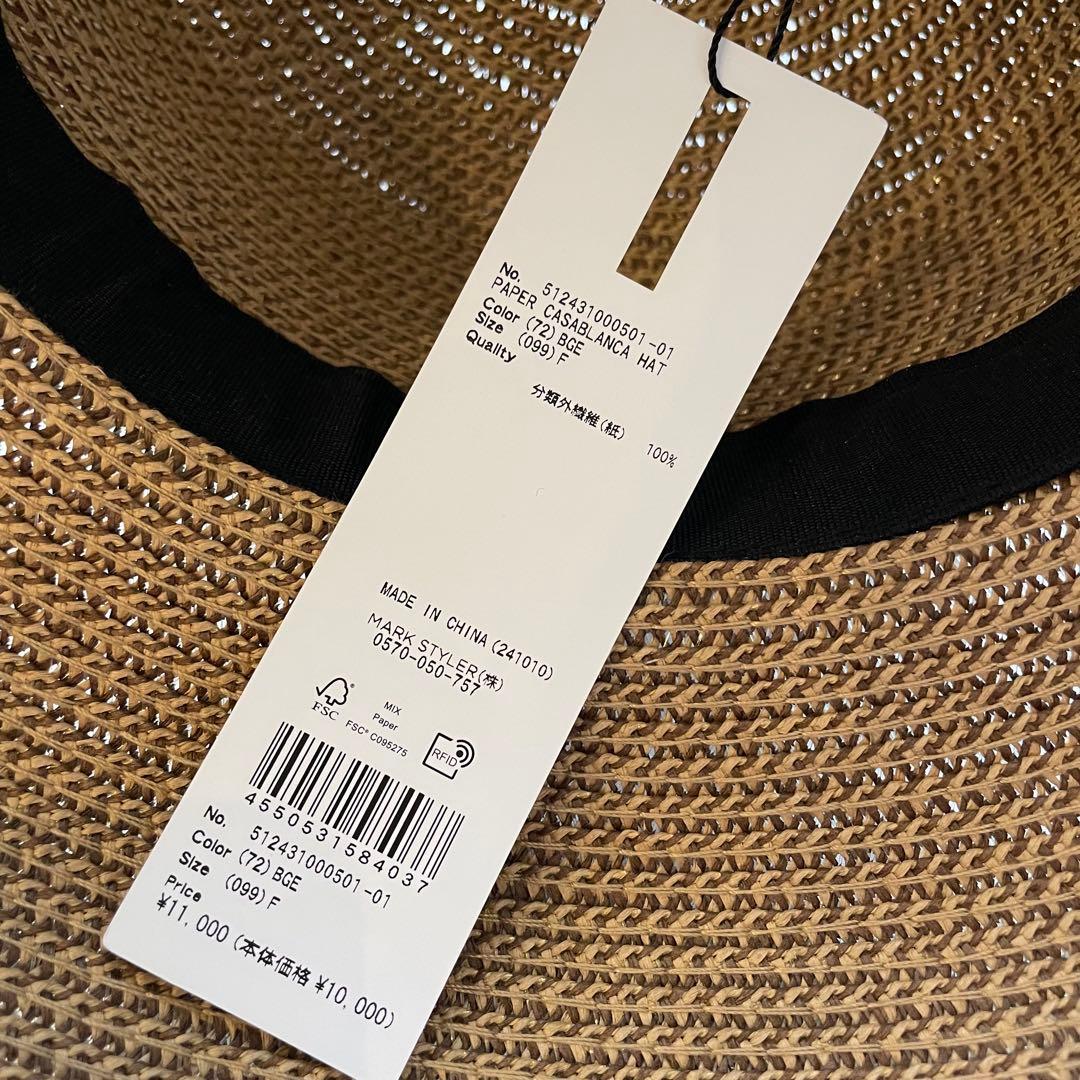 No. 512431000501-01
PAPER CASABLANCA HAT
Color (72) BGE
Size (099) F
Quality
分類外繊維(紙) 100%
MADE IN CHINA (241010)
MARK STYLER(株)
0570-050-757
FSC
MIX
Paper
FSC® C095275
RFID
4550531584037
No. 512431000501-01
Color (72) BGE
Size (099) F
Price
¥11,000 (本体価格 ¥10,000)